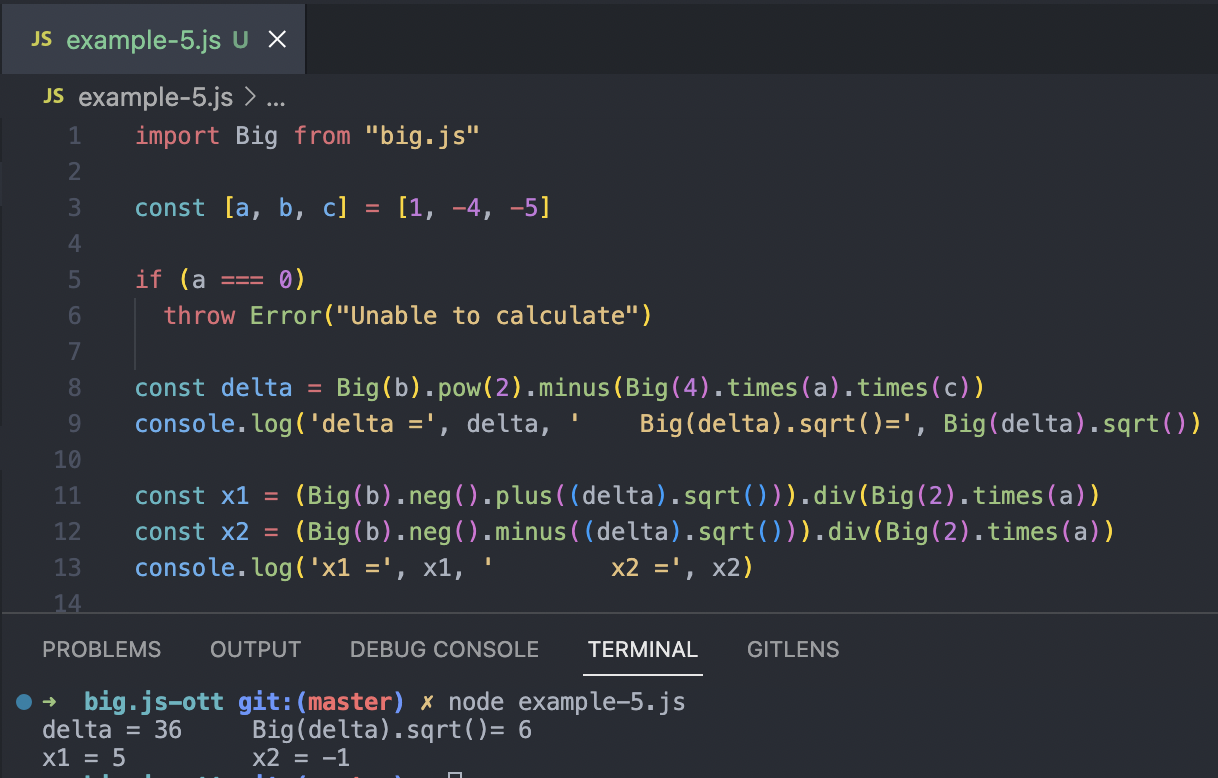 JS example-5.js U ×
JS example-5.js > ...
1 import Big from "big.js"
2
3 const [a, b, c] = [1, -4, -5]
4
5 if (a === 0)
6   throw Error("Unable to calculate")
7
8 const delta = Big(b).pow(2).minus(Big(4).times(a).times(c))
9 console.log('delta =', delta, '    Big(delta).sqrt()=', Big(delta).sqrt())
10
11 const x1 = (Big(b).neg().plus((delta).sqrt())).div(Big(2).times(a))
12 const x2 = (Big(b).neg().minus((delta).sqrt())).div(Big(2).times(a))
13 console.log('x1 =', x1, '        x2 =', x2)
14
PROBLEMS OUTPUT DEBUG CONSOLE TERMINAL GITLENS
➜ big.js-ott git:(master) ✗ node example-5.js
delta = 36     Big(delta).sqrt()= 6
x1 = 5         x2 = -1